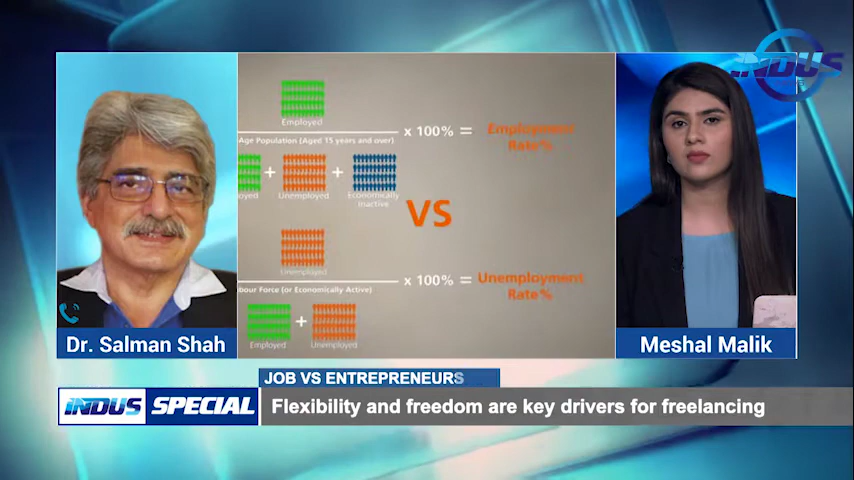 INDUS
Employed
Age Population (Aged 15 years and over)
x 100% =
Employment
Rate%
oyed
+
Unemployed
+
Economically
Inactive
VS
Unemployed
bour Force (or Economically Active)
x 100% =
Unemployment
Rate%
Employed
+
Unemployed
Dr. Salman Shah
Meshal Malik
JOB VS ENTREPRENEURS
INDUS SPECIAL
Flexibility and freedom are key drivers for freelancing